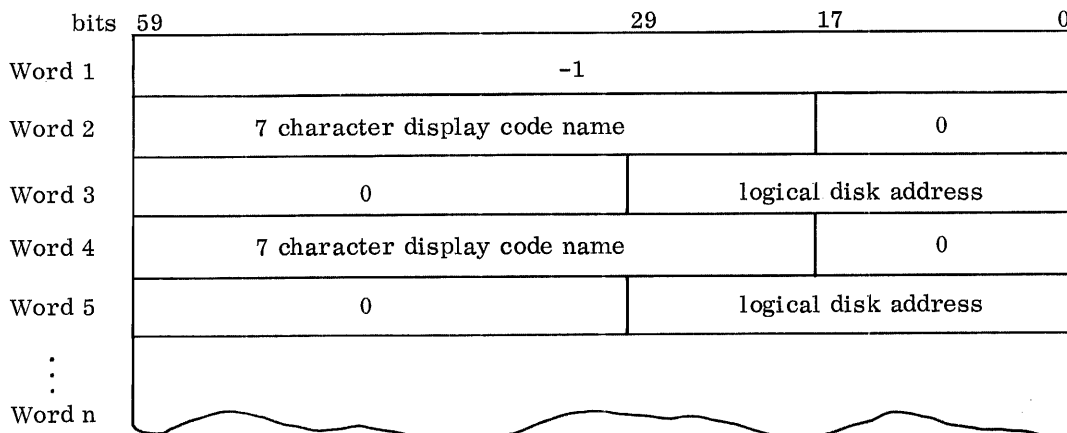 bits 59 29 17 0
Word 1 -1
Word 2 7 character display code name 0
Word 3 0 logical disk address
Word 4 7 character display code name 0
Word 5 0 logical disk address
⋮
Word n